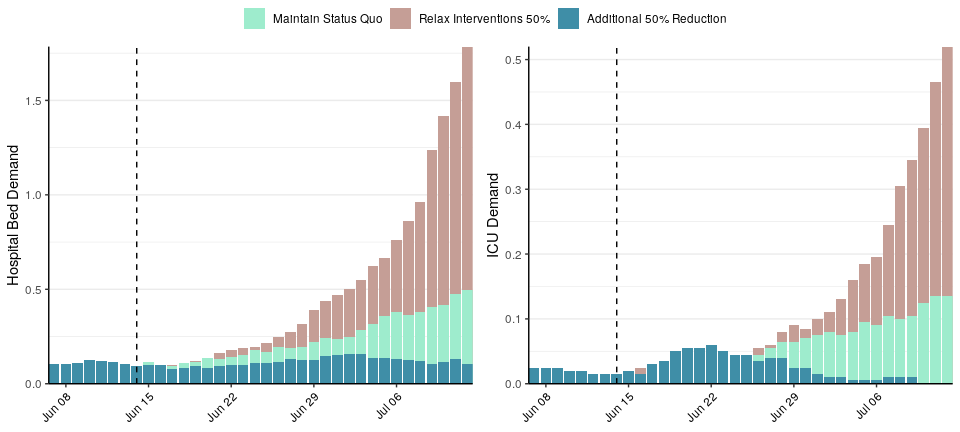 Maintain Status Quo Relax Interventions 50% Additional 50% Reduction
Hospital Bed Demand
1.5
1.0
0.5
0.0
Jun 08 Jun 15 Jun 22 Jun 29 Jul 06
ICU Demand
0.5
0.4
0.3
0.2
0.1
0.0
Jun 08 Jun 15 Jun 22 Jun 29 Jul 06